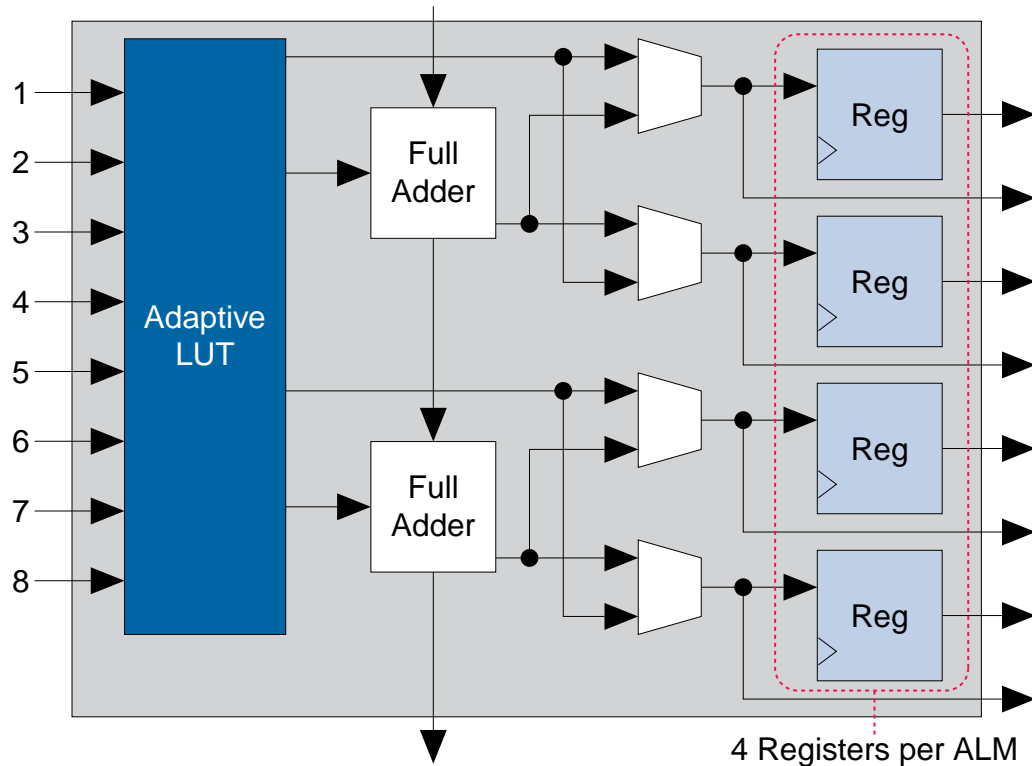 1
2
3
4
5
6
7
8
Adaptive
LUT
Full
Adder
Full
Adder
Reg
Reg
Reg
Reg
4 Registers per ALM